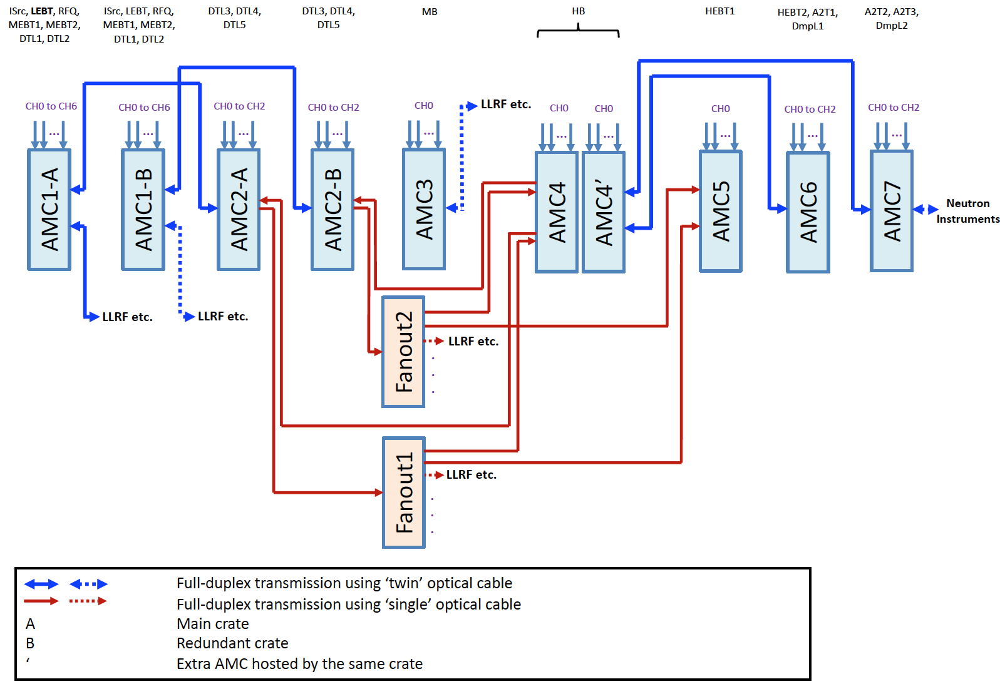 ISrc, LEBT, RFQ,
MEBT1, MEBT2,
DTL1, DTL2
ISrc, LEBT, RFQ,
MEBT1, MEBT2,
DTL1, DTL2
DTL3, DTL4,
DTL5
DTL3, DTL4,
DTL5
MB
HB
HEBT1
HEBT2, A2T1,
DmpL1
A2T2, A2T3,
DmpL2
CH0 to CH6
CH0 to CH6
CH0 to CH2
CH0 to CH2
CH0
LLRF etc.
CH0
CH0
CH0
CH0 to CH2
CH0 to CH2
...
...
...
...
...
...
...
...
...
...
AMC1-A
AMC1-B
AMC2-A
AMC2-B
AMC3
AMC4
AMC4’
AMC5
AMC6
AMC7
Neutron
Instruments
LLRF etc.
LLRF etc.
Fanout2
LLRF etc.
.
.
.
Fanout1
LLRF etc.
.
.
.
Full-duplex transmission using ‘twin’ optical cable
Full-duplex transmission using ‘single’ optical cable
A Main crate
B Redundant crate
‘ Extra AMC hosted by the same crate